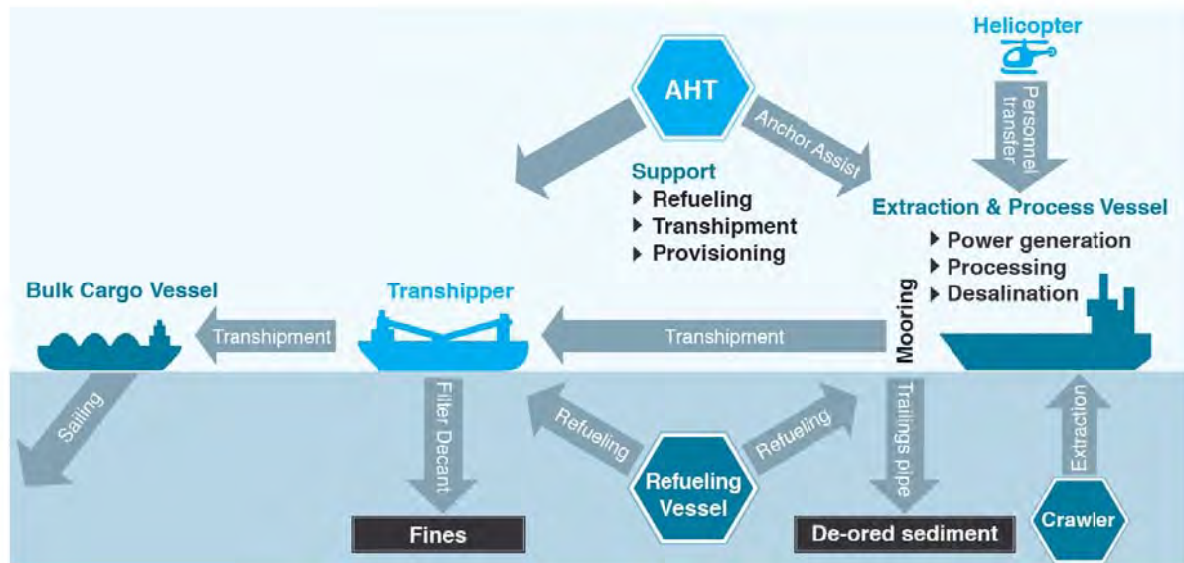 Helicopter
AHT
Personnel
transfer
Anchor Assist
Support
Refueling
Transhipment
Provisioning
Extraction & Process Vessel
Power generation
Processing
Desalination
Bulk Cargo Vessel
Transhipper
Transhipment
Transhipment
Mooring
Sailing
Filter Decant
Refueling
Refueling
Trailings pipe
Extraction
Refueling
Vessel
Crawler
Fines
De-ored sediment